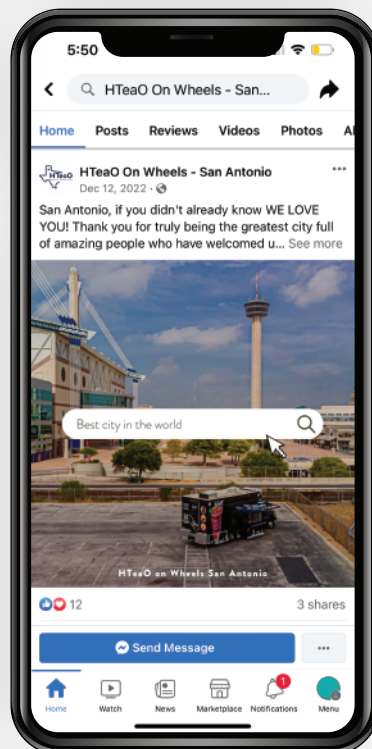 5:50
HTeaO On Wheels - San...
Home Posts Reviews Videos Photos
HTeaO
HTeaO On Wheels - San Antonio
Dec 12, 2022 ·
San Antonio, if you didn't already know WE LOVE
YOU! Thank you for truly being the greatest city full
of amazing people who have welcomed u... See more
Best city in the world
HTeaO on Wheels San Antonio
12 3 shares
Send Message ...
1
Home Watch News Marketplace Notifications Menu